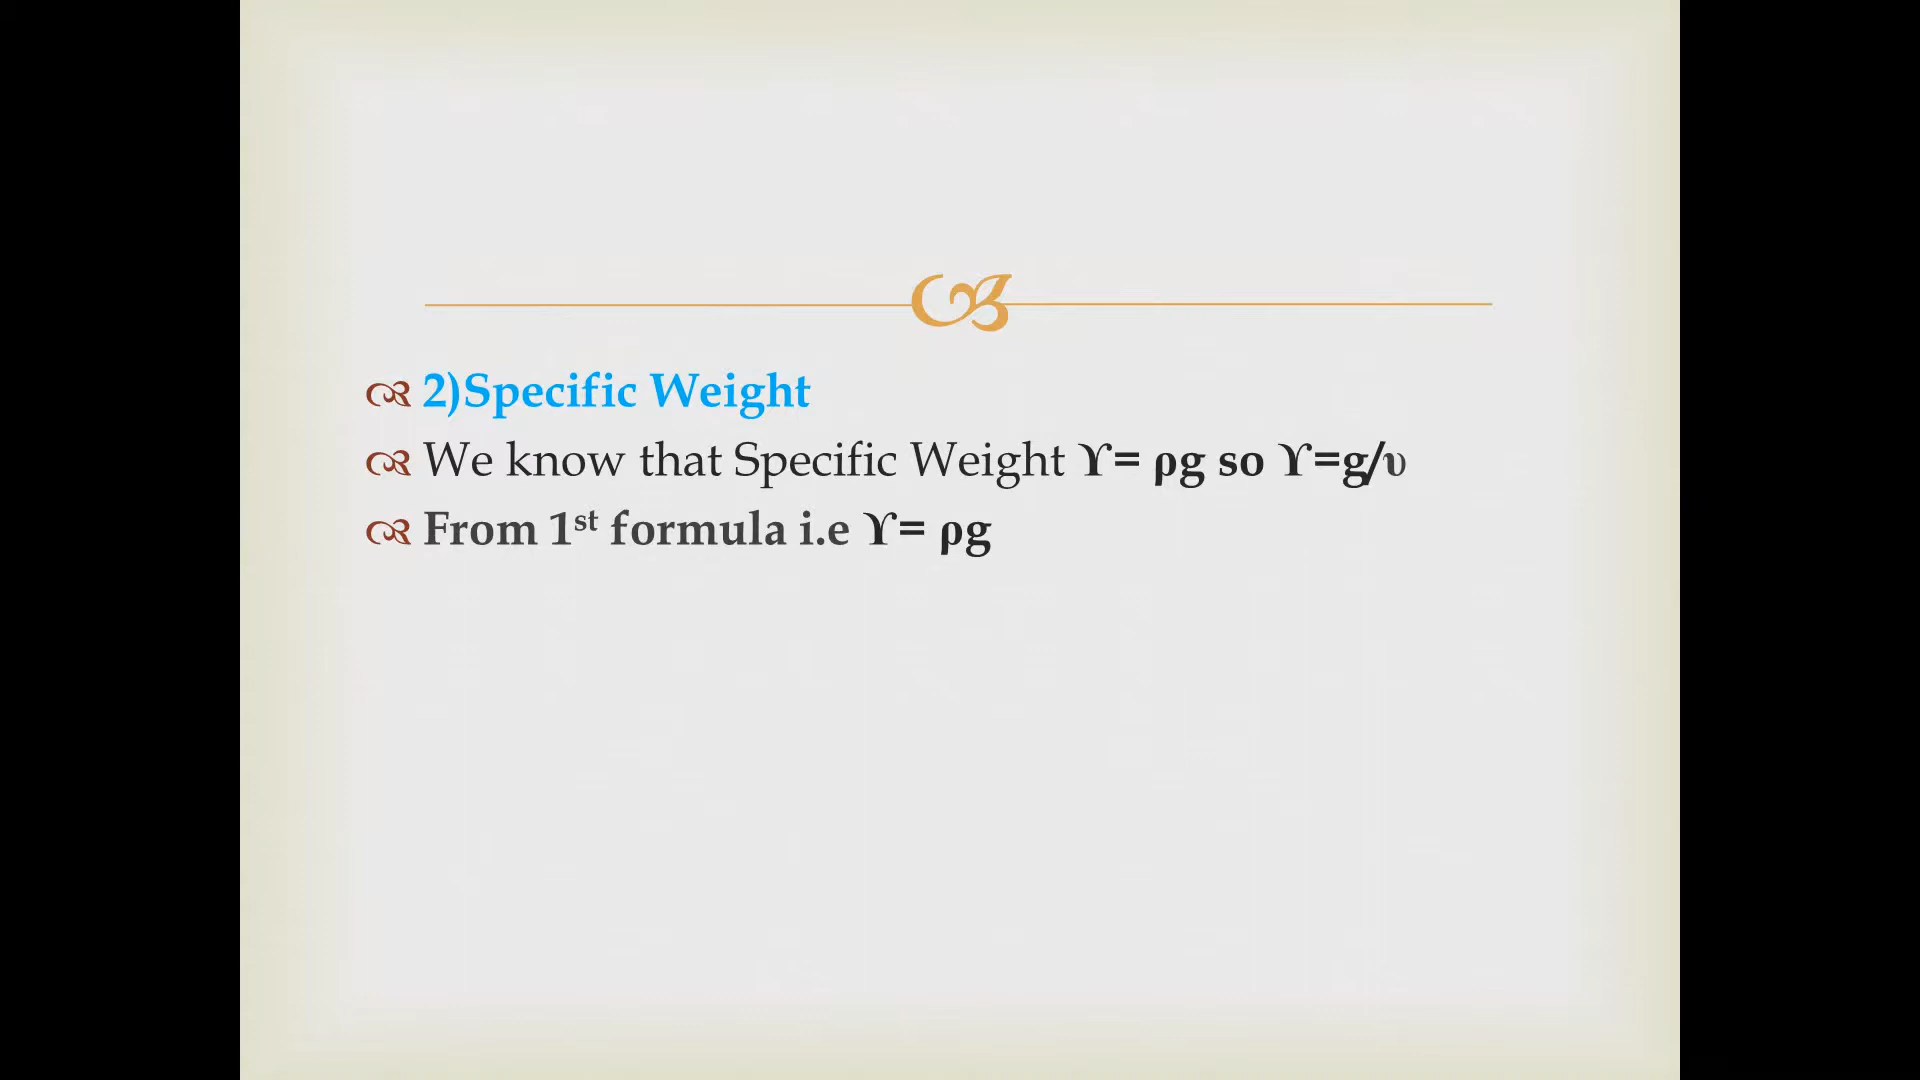 2)Specific Weight
We know that Specific Weight ϒ= ρg so ϒ=g/υ
From 1st formula i.e ϒ= ρg